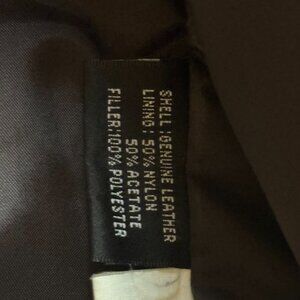 SHELL :GENUINE LEATHER
LINING: 50% NYLON
50% ACETATE
FILLER:100% POLYESTER